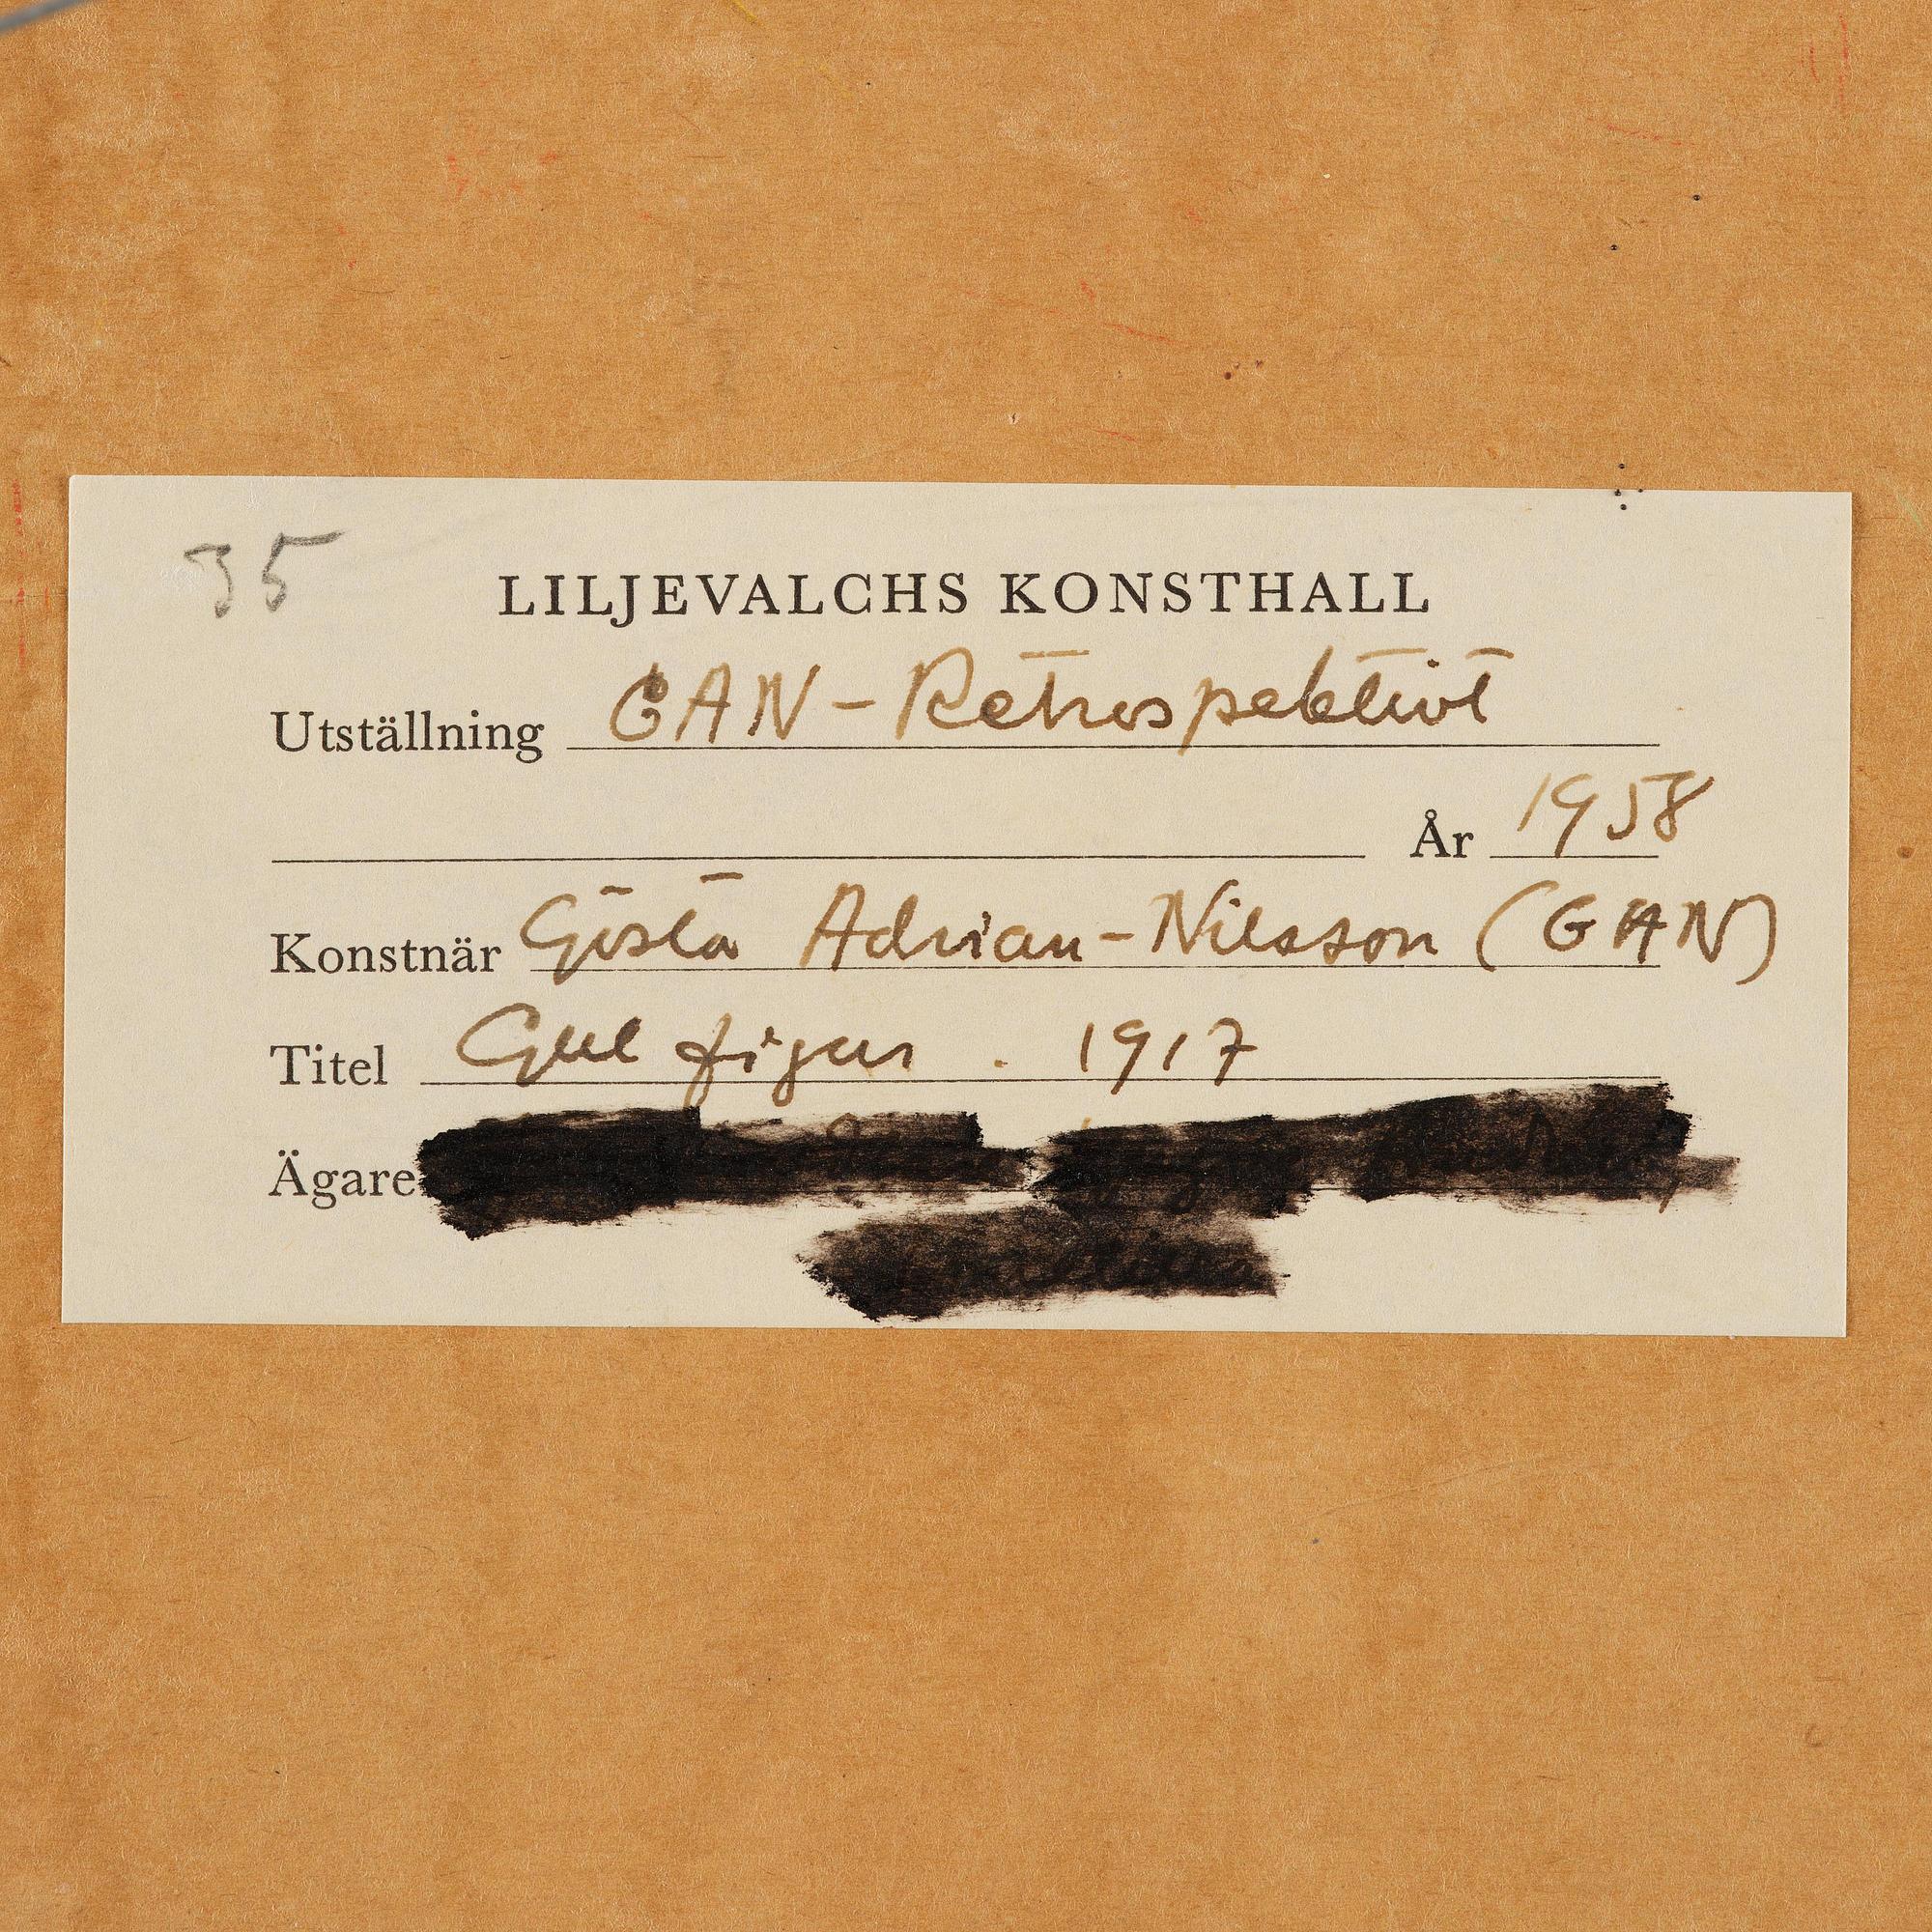 35
LILJEVALCHS KONSTHALL
Utställning GAN-Retrospektivt
År 1958
Konstnär Gösta Adrian-Nilsson (GAN)
Titel Gul figur . 1917
Ägare